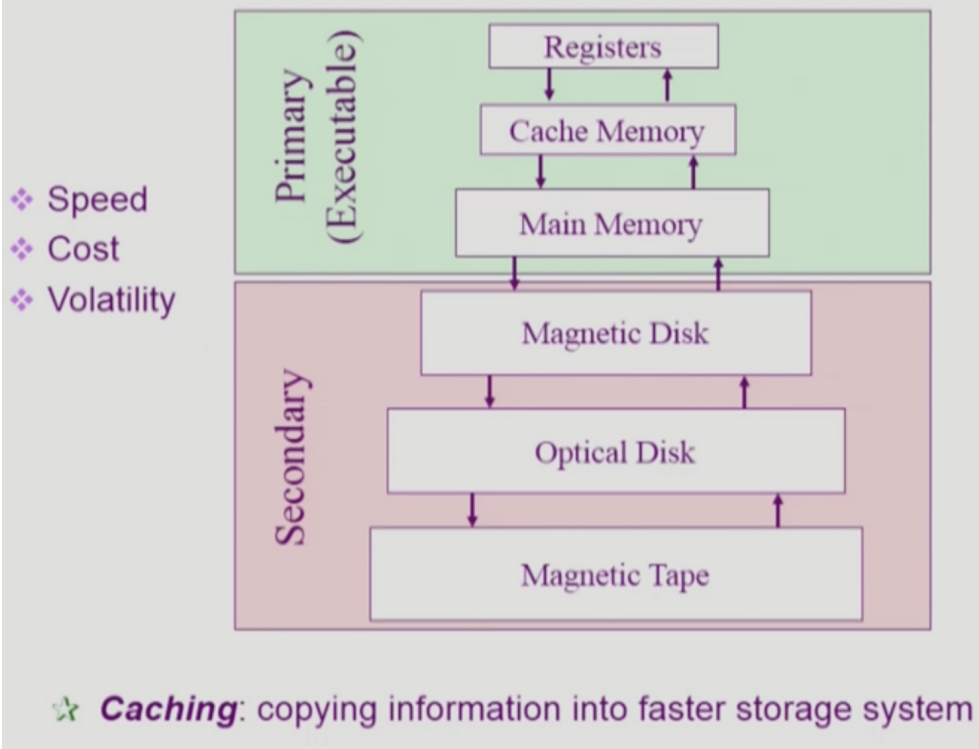 Speed
Cost
Volatility
Primary
(Executable)
Registers
Cache Memory
Main Memory
Secondary
Magnetic Disk
Optical Disk
Magnetic Tape
Caching: copying information into faster storage system